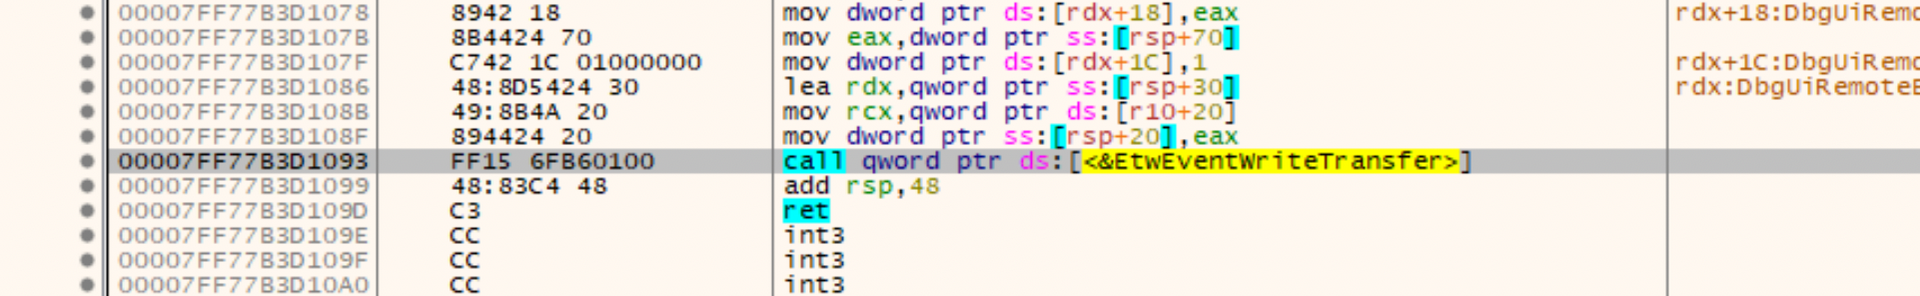 00007FF77B3D1078 8942 18 mov dword ptr ds:[rdx+18],eax rdx+18:DbgUiRemo
00007FF77B3D107B 8B4424 70 mov eax,dword ptr ss:[rsp+70]
00007FF77B3D107F C742 1C 01000000 mov dword ptr ds:[rdx+1C],1 rdx+1C:DbgUiRemo
00007FF77B3D1086 48:8D5424 30 lea rdx,qword ptr ss:[rsp+30] rdx:DbgUiRemoteB
00007FF77B3D108B 49:8B4A 20 mov rcx,qword ptr ds:[r10+20]
00007FF77B3D108F 894424 20 mov dword ptr ss:[rsp+20],eax
00007FF77B3D1093 FF15 6FB60100 call qword ptr ds:[<&EtwEventWriteTransfer>]
00007FF77B3D1099 48:83C4 48 add rsp,48
00007FF77B3D109D C3 ret
00007FF77B3D109E CC int3
00007FF77B3D109F CC int3
00007FF77B3D10A0 CC int3